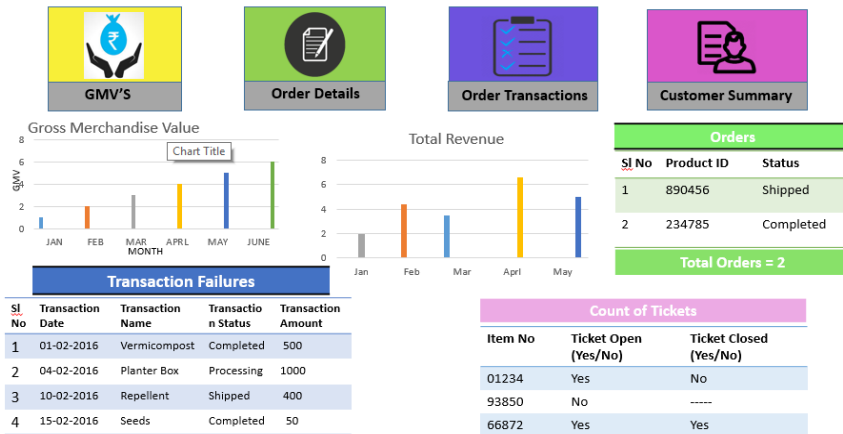 ₹
GMV'S
Order Details
Order Transactions
Customer Summary
Gross Merchandise Value
Chart Title
8
6
4
2
0
GMV
JAN FEB MAR APRL MAY JUNE
MONTH
Total Revenue
8
6
4
2
0
Jan Feb Mar Aprl May
Orders
Sl No Product ID Status
1 890456 Shipped
2 234785 Completed
Total Orders = 2
Transaction Failures
Sl Transaction Transaction Transactio Transaction
No Date Name n Status Amount
1 01-02-2016 Vermicompost Completed 500
2 04-02-2016 Planter Box Processing 1000
3 10-02-2016 Repellent Shipped 400
4 15-02-2016 Seeds Completed 50
Count of Tickets
Item No Ticket Open Ticket Closed
(Yes/No) (Yes/No)
01234 Yes No
93850 No -----
66872 Yes Yes